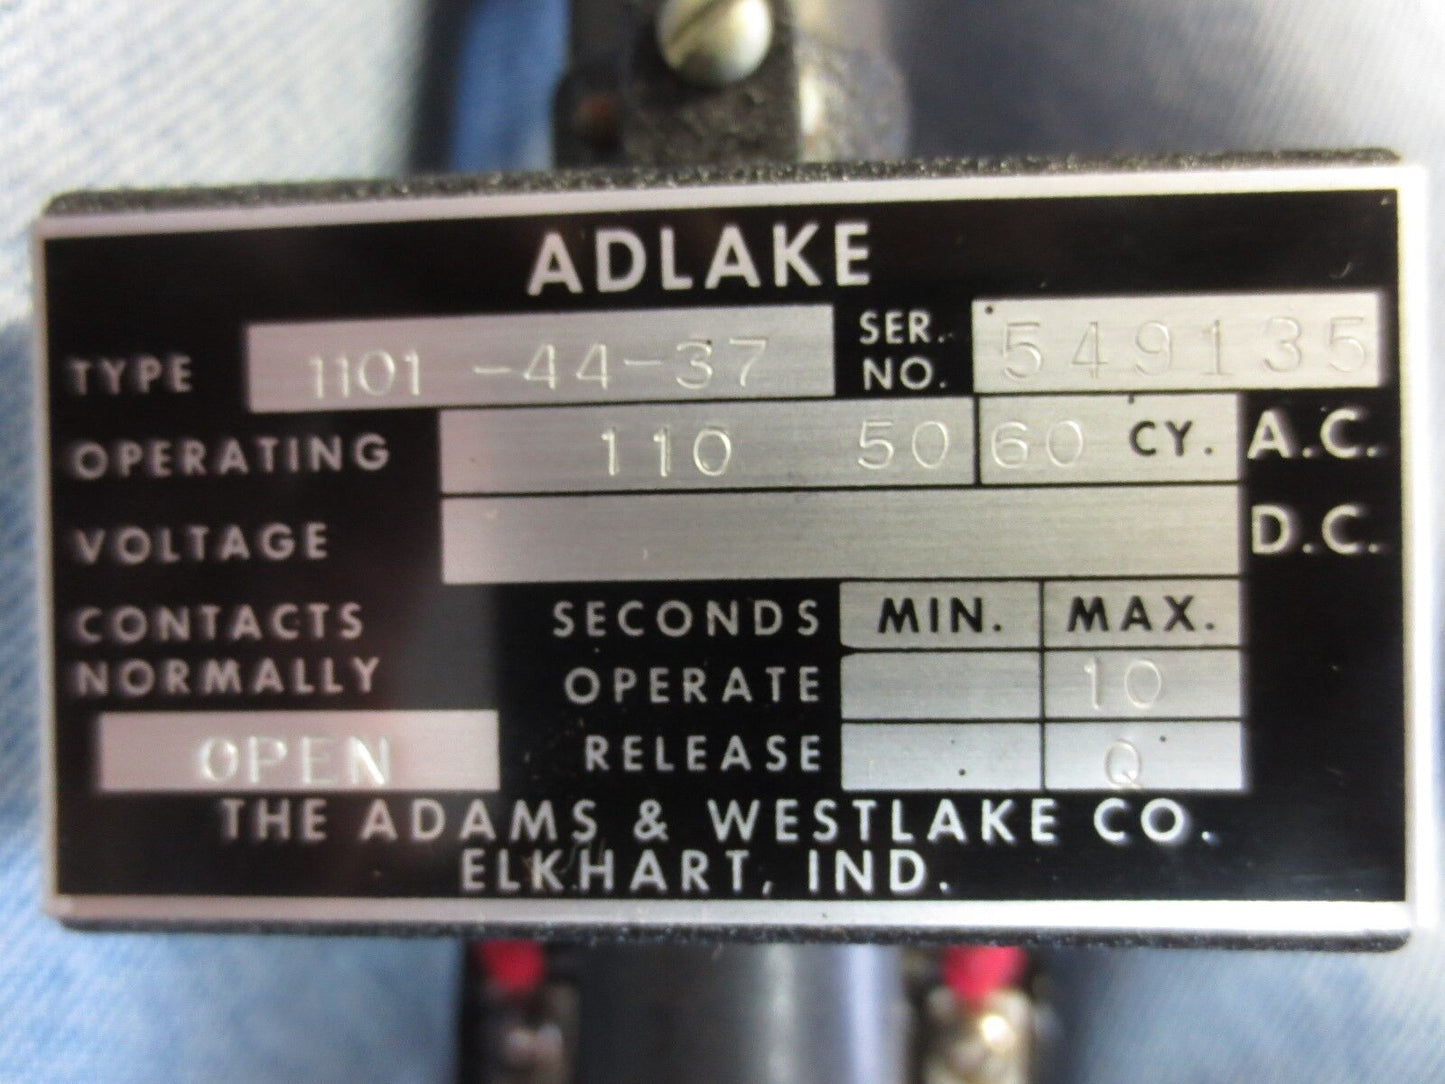 ADLAKE
TYPE 1101-44-37 SER. NO. 549135
OPERATING 110 50 60 CY. A.C.
VOLTAGE D.C.
CONTACTS SECONDS MIN. MAX.
NORMALLY OPERATE 10
OPEN RELEASE Q
THE ADAMS & WESTLAKE CO.
ELKHART, IND.